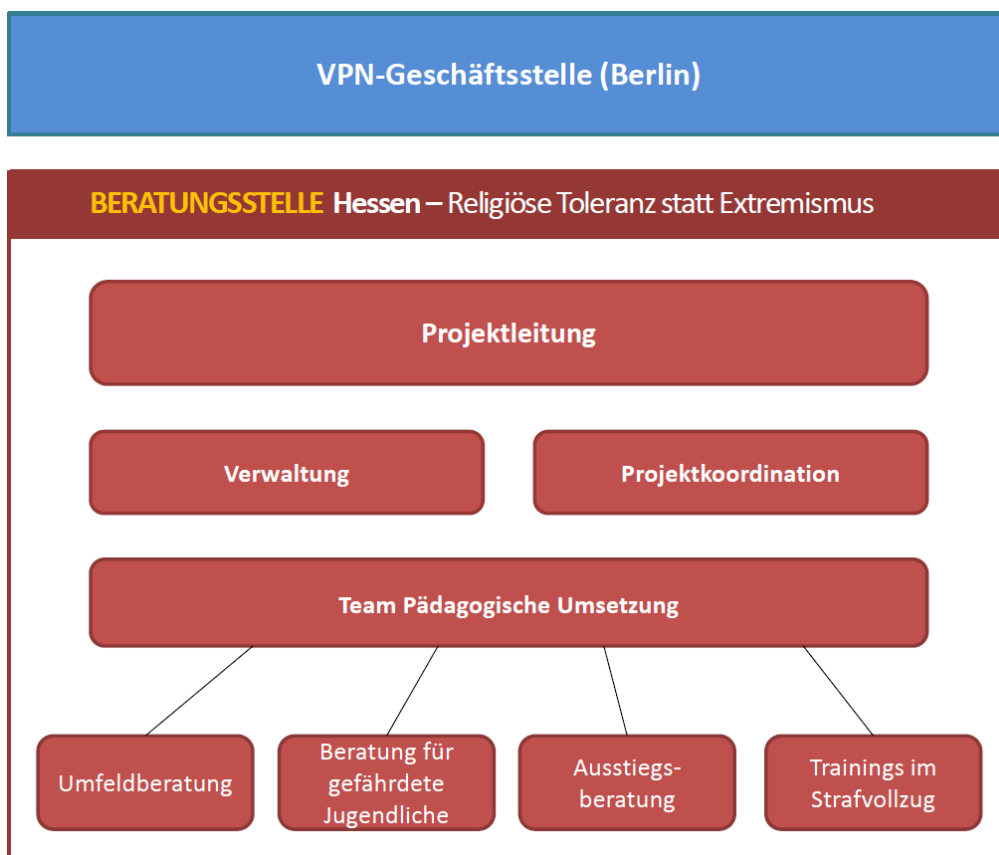 VPN-Geschäftsstelle (Berlin)
BERATUNGSSTELLE Hessen – Religiöse Toleranz statt Extremismus
Projektleitung
Verwaltung
Projektkoordination
Team Pädagogische Umsetzung
Umfeldberatung
Beratung für
gefährdete
Jugendliche
Ausstiegs-
beratung
Trainings im
Strafvollzug